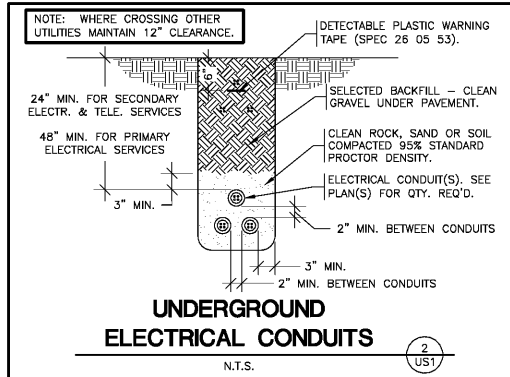 NOTE: WHERE CROSSING OTHER
UTILITIES MAINTAIN 12" CLEARANCE.
DETECTABLE PLASTIC WARNING
TAPE (SPEC 26 05 53).
6"
24" MIN. FOR SECONDARY
ELECTR. & TELE. SERVICES
SELECTED BACKFILL – CLEAN
GRAVEL UNDER PAVEMENT.
48" MIN. FOR PRIMARY
ELECTRICAL SERVICES
CLEAN ROCK, SAND OR SOIL
COMPACTED 95% STANDARD
PROCTOR DENSITY.
3" MIN.
ELECTRICAL CONDUIT(S). SEE
PLAN(S) FOR QTY. REQ'D.
2" MIN. BETWEEN CONDUITS
3" MIN.
2" MIN. BETWEEN CONDUITS
UNDERGROUND
ELECTRICAL CONDUITS
N.T.S.
2
US1